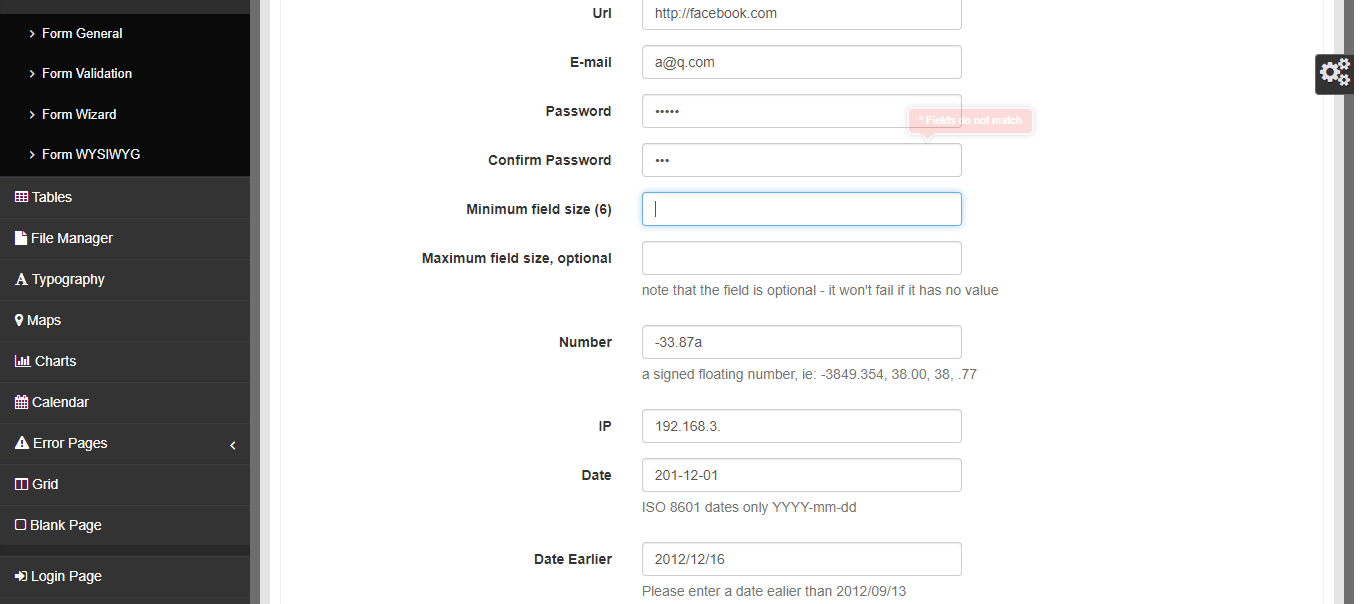 Form General
Form Validation
Form Wizard
Form WYSIWYG
Tables
File Manager
Typography
Maps
Charts
Calendar
Error Pages
Grid
Blank Page
Login Page
Url http://facebook.com
E-mail a@q.com
Password •••••
* Fields do not match
Confirm Password •••
Minimum field size (6)
Maximum field size, optional
note that the field is optional - it won't fail if it has no value
Number -33.87a
a signed floating number, ie: -3849.354, 38.00, 38, .77
IP 192.168.3.
Date 201-12-01
ISO 8601 dates only YYYY-mm-dd
Date Earlier 2012/12/16
Please enter a date ealier than 2012/09/13